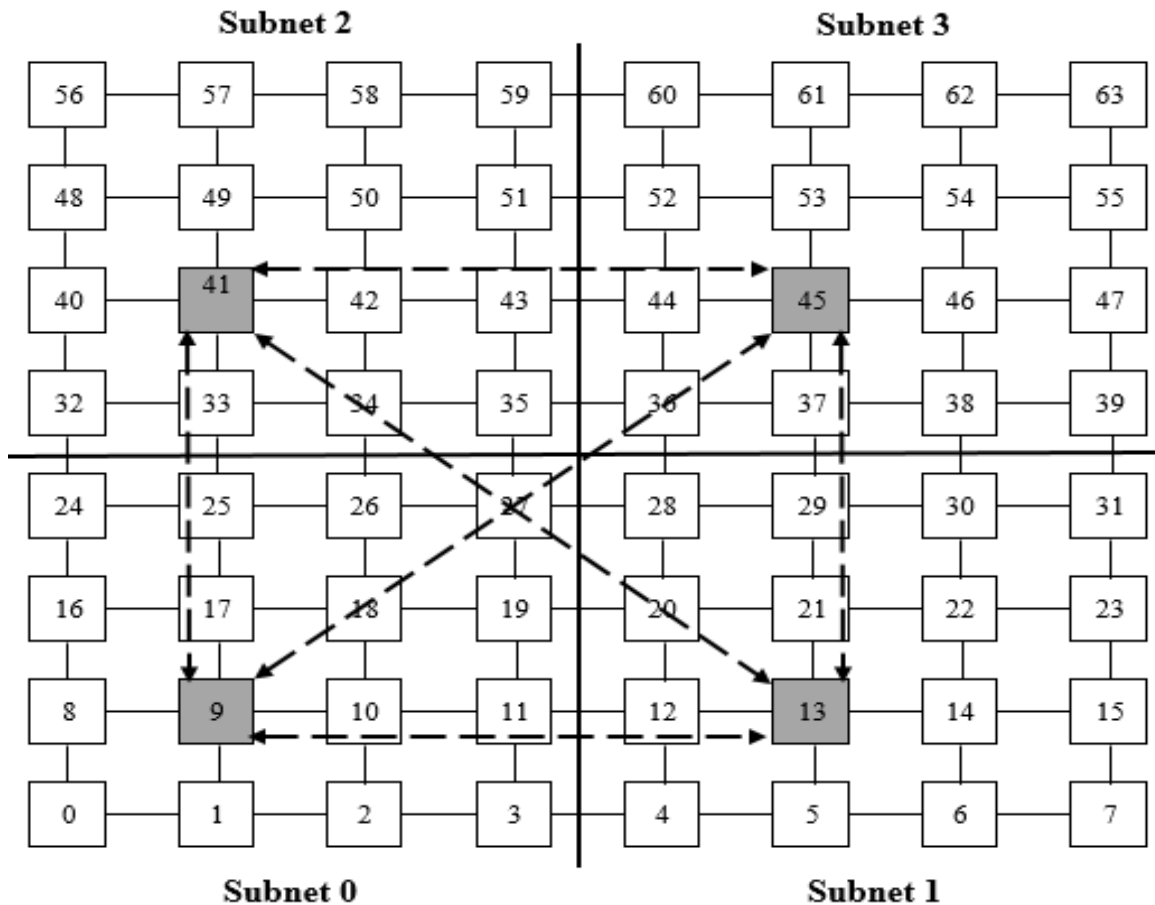 Subnet 2 Subnet 3
56 57 58 59 60 61 62 63
48 49 50 51 52 53 54 55
40 41 42 43 44 45 46 47
32 33 34 35 36 37 38 39
24 25 26 27 28 29 30 31
16 17 18 19 20 21 22 23
8 9 10 11 12 13 14 15
0 1 2 3 4 5 6 7
Subnet 0 Subnet 1